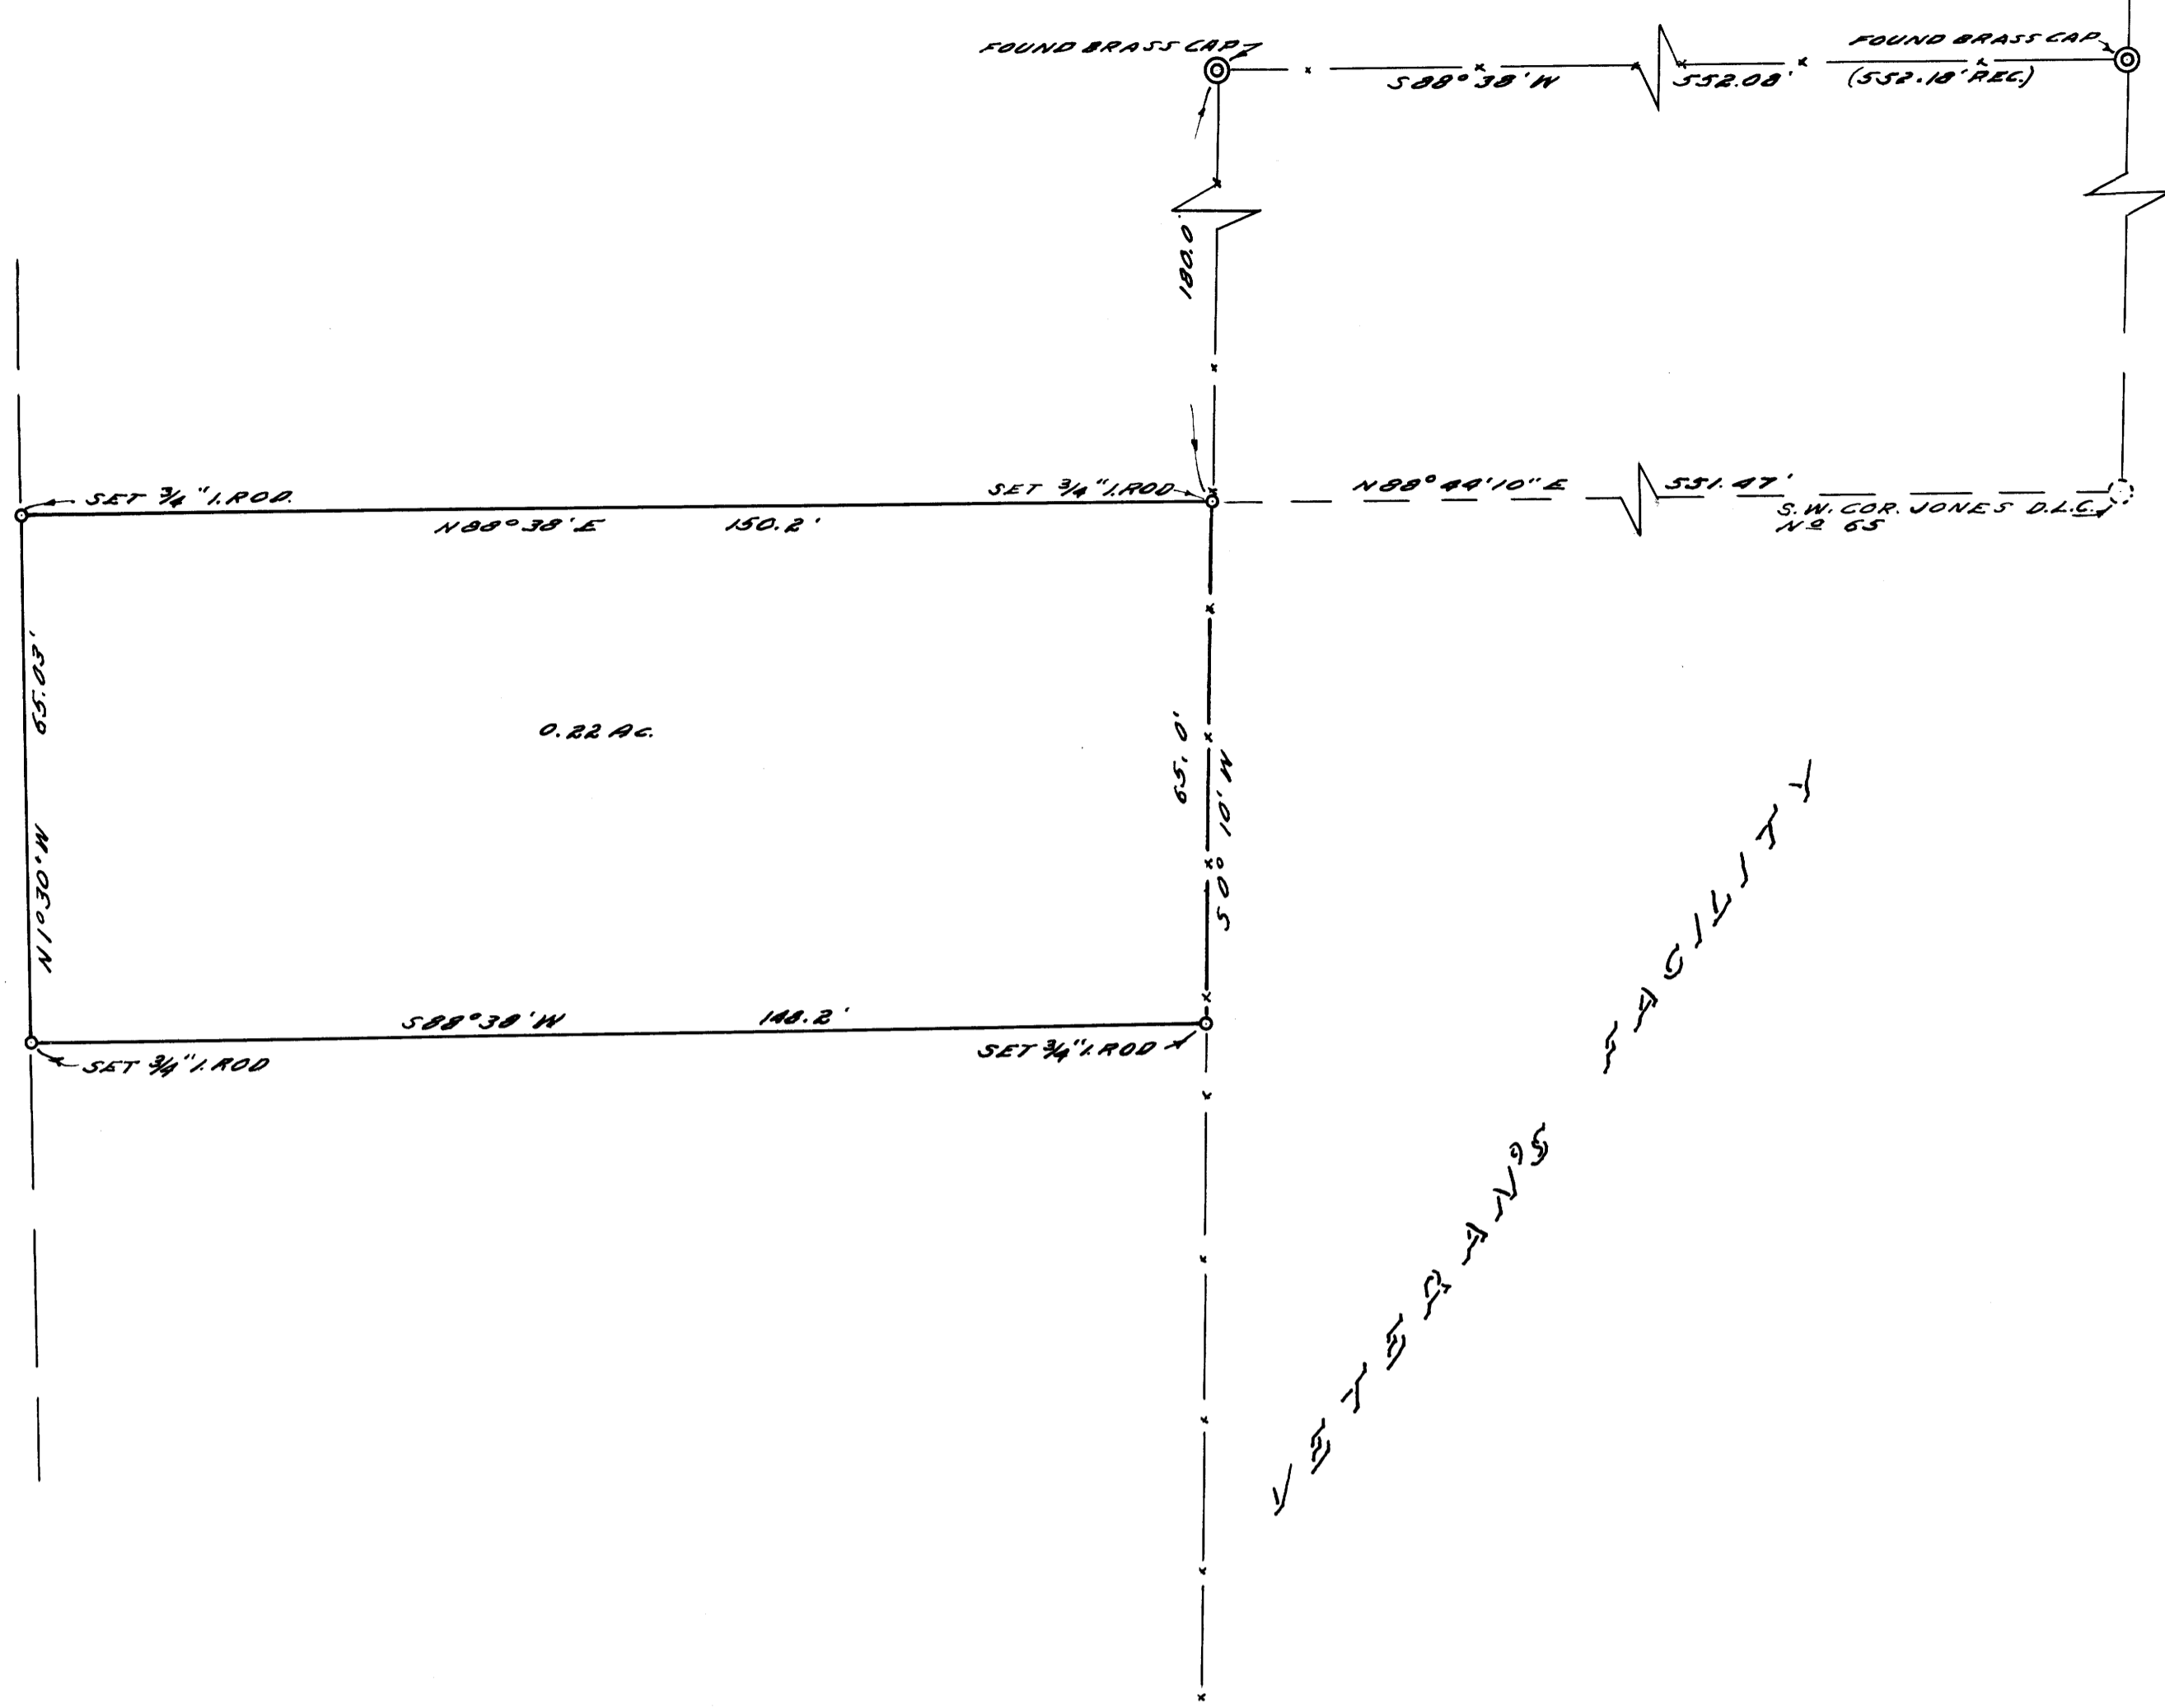 FOUND BRASS CAP
FOUND BRASS CAP
S88°38'W 552.08' (552.18' REC.)
180.0'
SET 3/4" I. ROD.
SET 3/4" I. ROD
N88°44'10"E 551.47'
S.W. COR. JONES D.L.C.
Nº 65
N88°38'E 150.2'
65.03'
N1°30'W
0.22 AC.
65.0'
S0° 10' W
S88°38'W 148.2'
SET 3/4" I. ROD
SET 3/4" I. ROD
VETERANS FACILITY